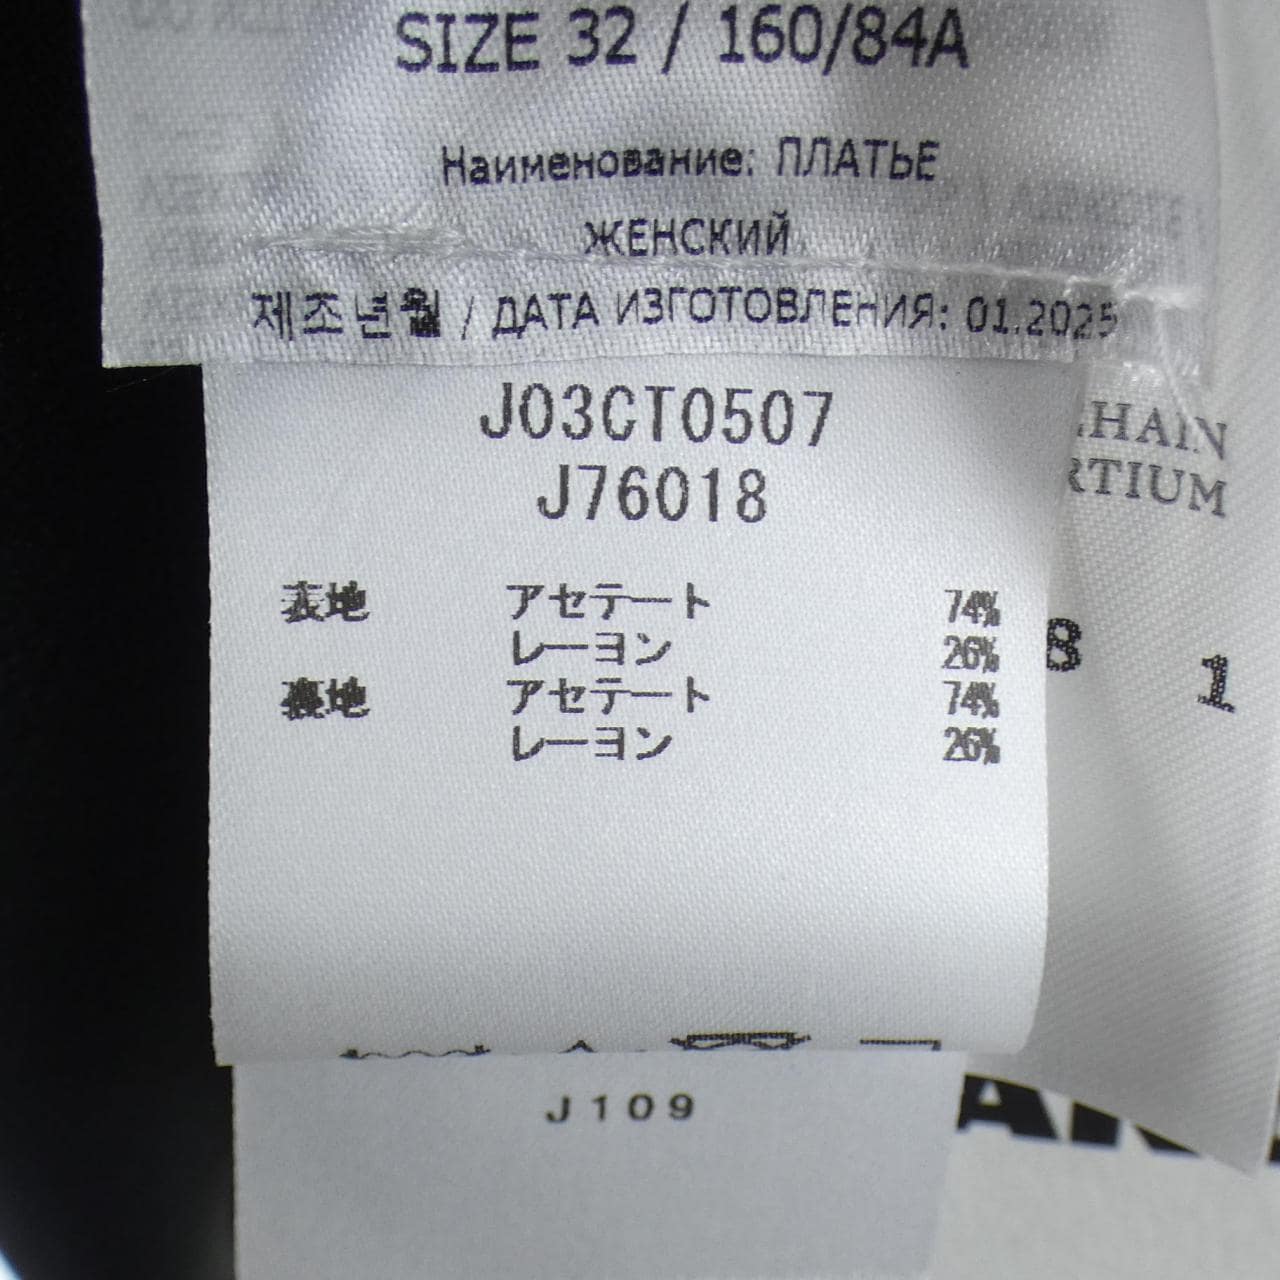 SIZE 32 / 160/84A
Наименование: ПЛАТЬЕ
ЖЕНСКИЙ
제조년월 / ДАТА ИЗГОТОВЛЕНИЯ: 01.2025
J03CT0507
J76018
HAIN
RTIUM
表地 アセテート 74%
レーヨン 26%
裏地 アセテート 74%
レーヨン 26%
8 1
J109